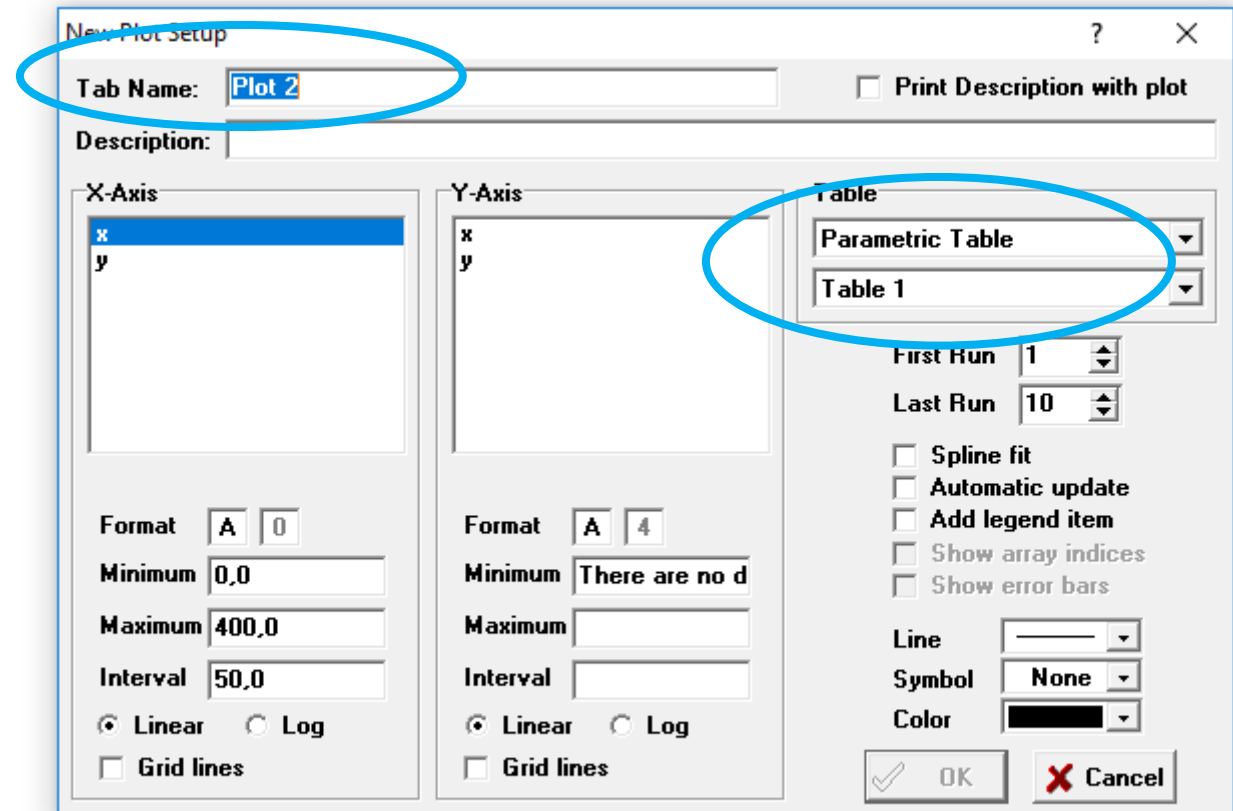 New Plot Setup ?
Tab Name: Plot 2
Print Description with plot
Description:
X-Axis
x
y
Format A 0
Minimum 0,0
Maximum 400,0
Interval 50,0
Linear Log
Grid lines
Y-Axis
x
y
Format A 4
Minimum There are no d
Maximum
Interval
Linear Log
Grid lines
Table
Parametric Table
Table 1
First Run 1
Last Run 10
Spline fit
Automatic update
Add legend item
Show array indices
Show error bars
Line
Symbol None
Color
OK Cancel